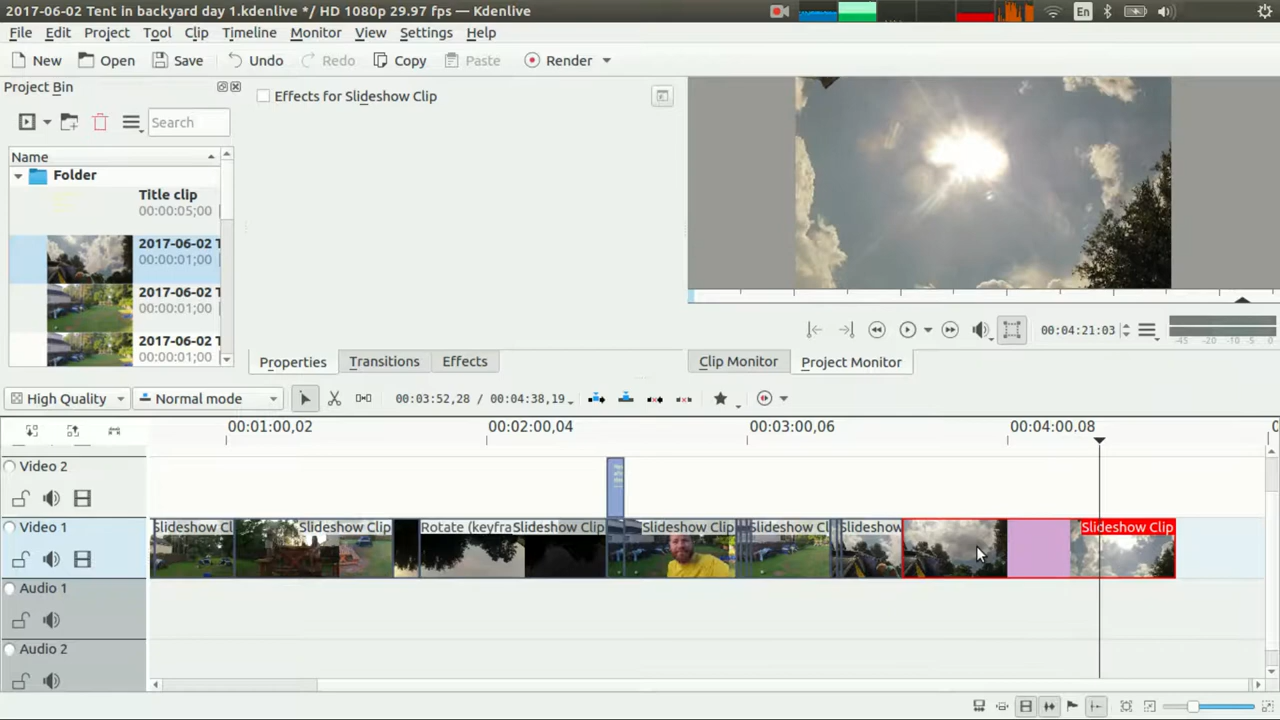 2017-06-02 Tent in backyard day 1.kdenlive */ HD 1080p 29.97 fps — Kdenlive
En
File Edit Project Tool Clip Timeline Monitor View Settings Help
New Open Save Undo Redo Copy Paste Render
Project Bin
Effects for Slideshow Clip
Search
Name
Folder
Title clip
00:00:05;00
2017-06-02 T
00:00:01;00
2017-06-02 T
00:00:01;00
2017-06-02 T
00:00:01;00
00:04:21:03
-45 -20 -10 -5 0
Properties Transitions Effects
Clip Monitor Project Monitor
High Quality Normal mode 00:03:52,28 / 00:04:38,19
00:01:00,02 00:02:00,04 00:03:00,06 00:04:00.08
Video 2
Video 1
Slideshow Cl Slideshow Clip Rotate (keyfra Slideshow Clip Slideshow Clip Slideshow Clip Slideshow Slideshow Clip
Audio 1
Audio 2